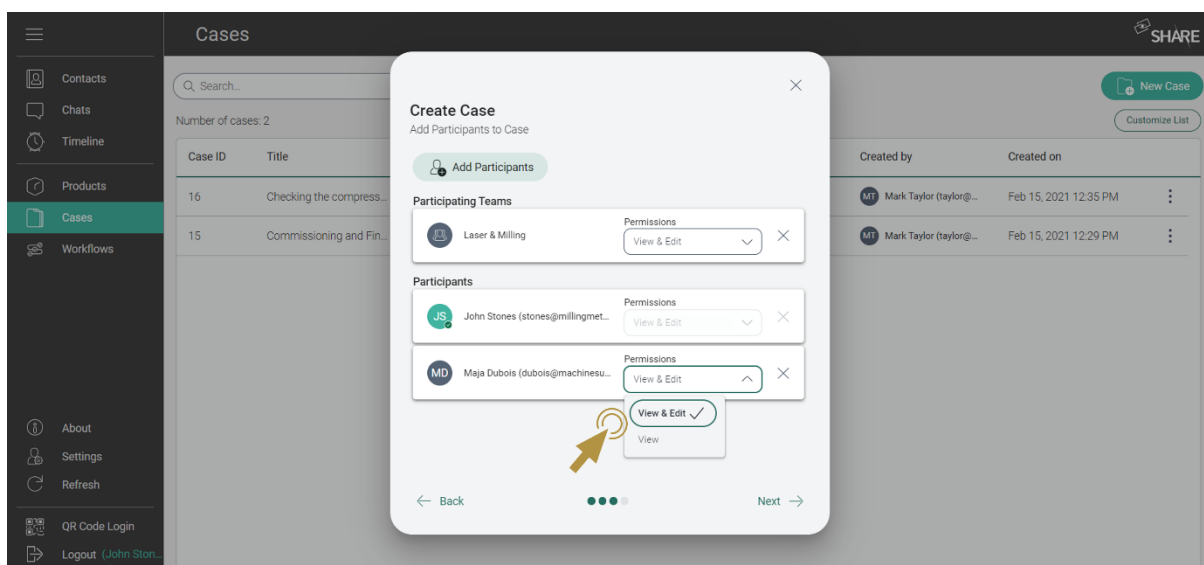 Cases
SHARE
Contacts
Chats
Timeline
Products
Cases
Workflows
About
Settings
Refresh
QR Code Login
Logout (John Ston...
Search...
New Case
Number of cases: 2
Customize List
Case ID Title Created by Created on
16 Checking the compress... MT Mark Taylor (taylor@... Feb 15, 2021 12:35 PM
15 Commissioning and Fin... MT Mark Taylor (taylor@... Feb 15, 2021 12:29 PM
Create Case
Add Participants to Case
Add Participants
Participating Teams
Permissions
Laser & Milling View & Edit
Participants
Permissions
JS John Stones (stones@millingmet... View & Edit
Permissions
MD Maja Dubois (dubois@machinesu... View & Edit
View & Edit
View
Back Next